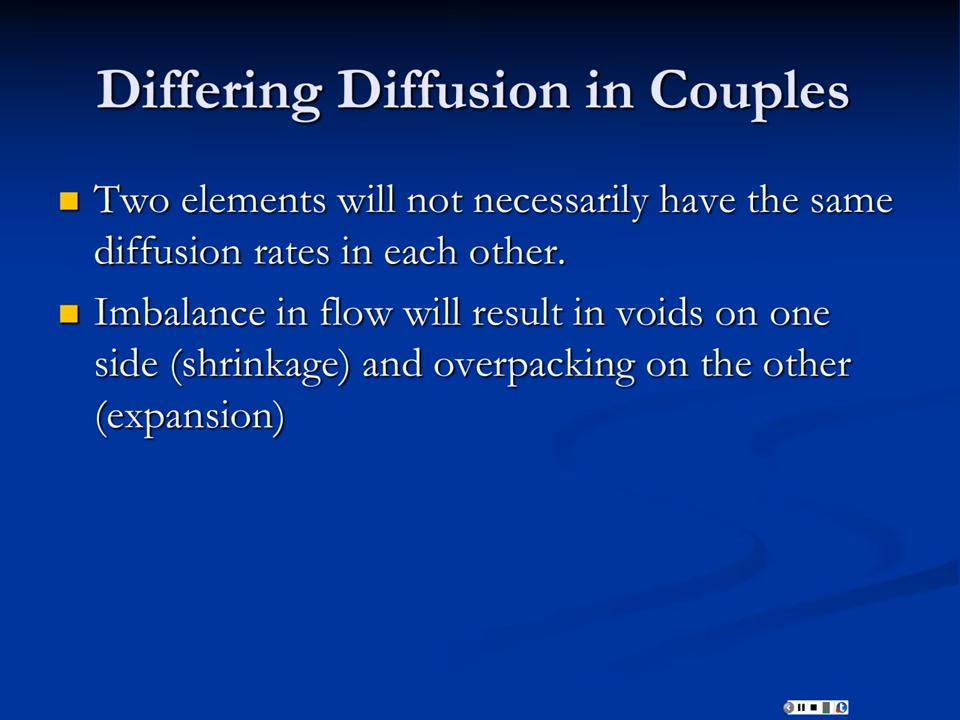 Differing Diffusion in Couples
Two elements will not necessarily have the same
diffusion rates in each other.
Imbalance in flow will result in voids on one
side (shrinkage) and overpacking on the other
(expansion)